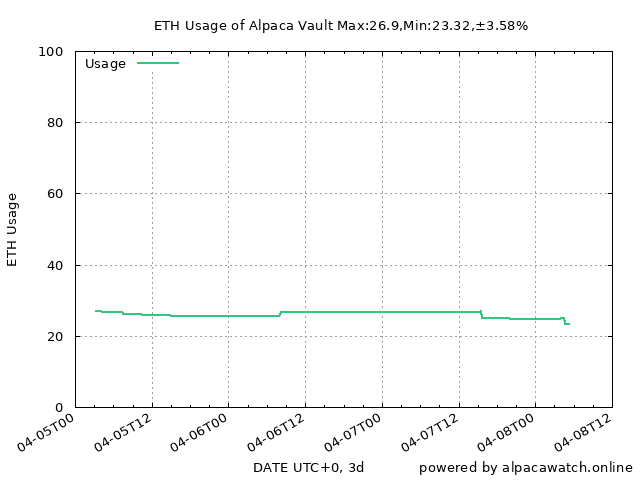 ETH Usage of Alpaca Vault Max:26.9,Min:23.32,±3.58%
Usage
100
80
60
40
20
0
ETH Usage
04-05T00
04-05T12
04-06T00
04-06T12
04-07T00
04-07T12
04-08T00
04-08T12
DATE UTC+0, 3d
powered by alpacawatch.online